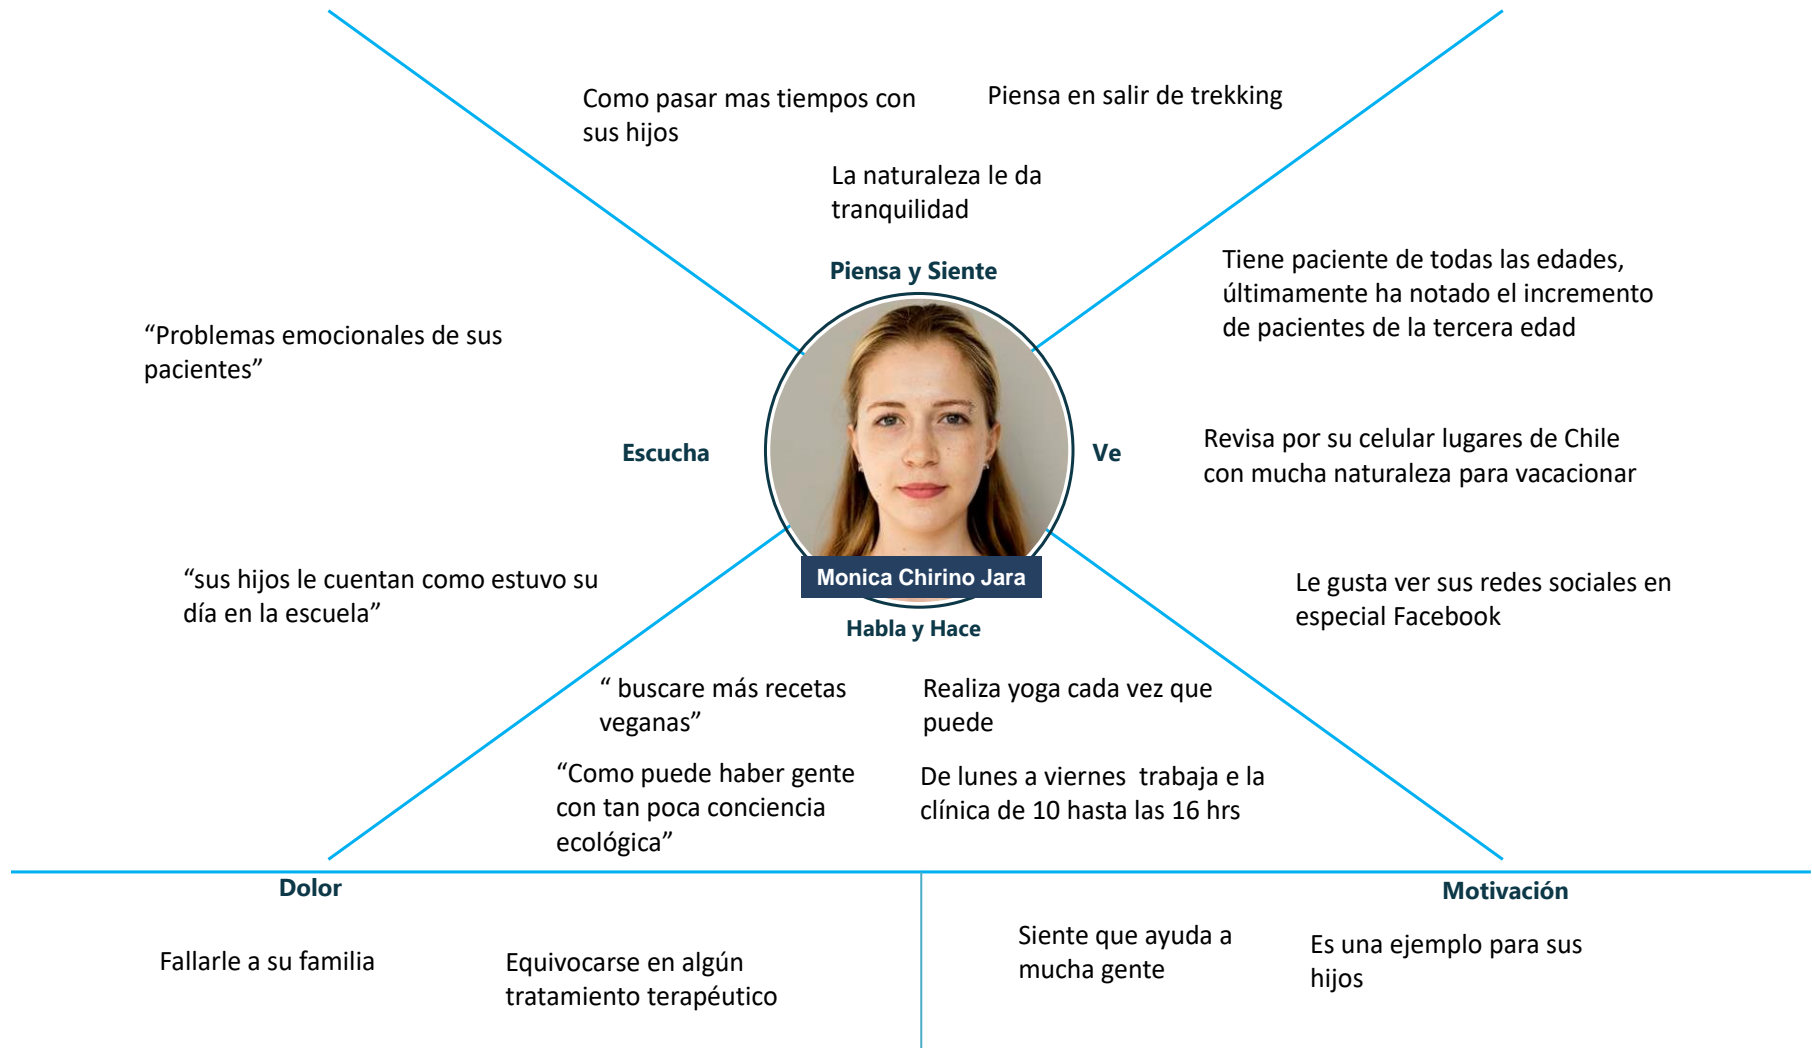 Como pasar mas tiempos con
sus hijos
Piensa en salir de trekking
La naturaleza le da
tranquilidad
Piensa y Siente
Tiene paciente de todas las edades,
últimamente ha notado el incremento
de pacientes de la tercera edad
“Problemas emocionales de sus
pacientes”
Escucha
Ve
Revisa por su celular lugares de Chile
con mucha naturaleza para vacacionar
“sus hijos le cuentan como estuvo su
día en la escuela”
Monica Chirino Jara
Le gusta ver sus redes sociales en
especial Facebook
Habla y Hace
“ buscare más recetas
veganas”
Realiza yoga cada vez que
puede
“Como puede haber gente
con tan poca conciencia
ecológica”
De lunes a viernes  trabaja e la
clínica de 10 hasta las 16 hrs
Dolor
Fallarle a su familia
Equivocarse en algún
tratamiento terapéutico
Motivación
Siente que ayuda a
mucha gente
Es una ejemplo para sus
hijos